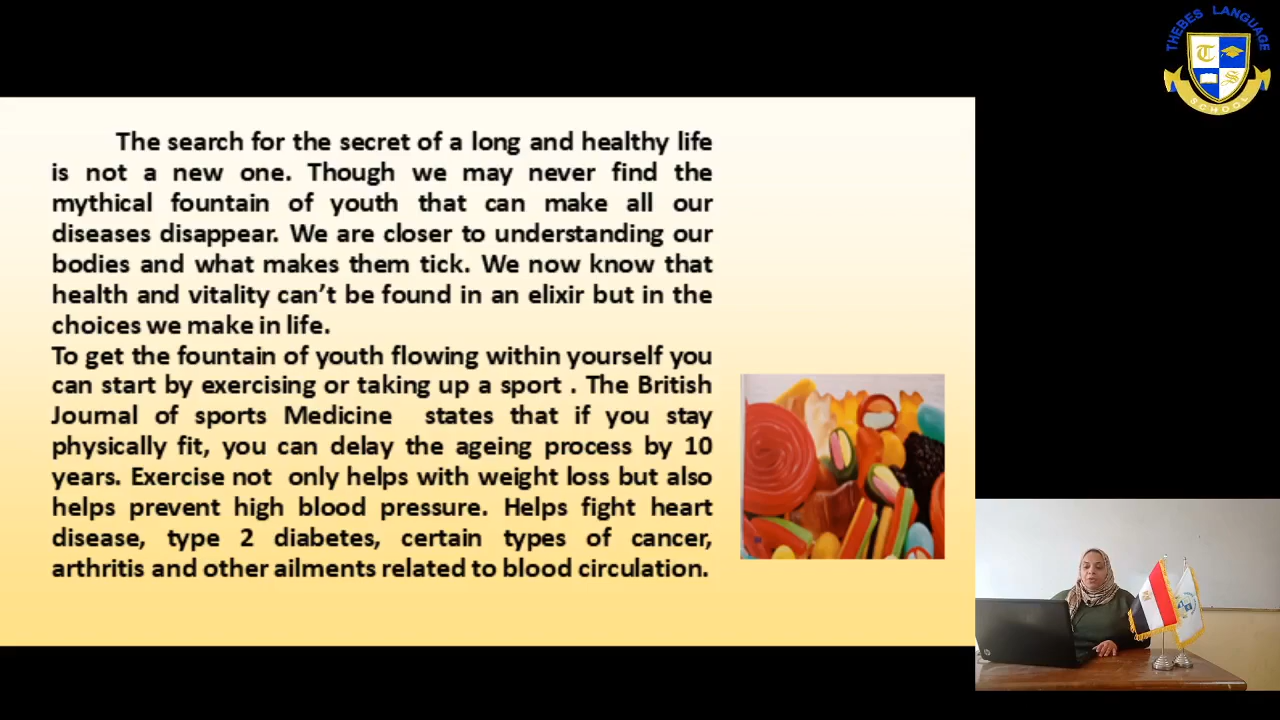 THEBES LANGUAGE
T
S
SCHOOL
The search for the secret of a long and healthy life
is not a new one. Though we may never find the
mythical fountain of youth that can make all our
diseases disappear. We are closer to understanding our
bodies and what makes them tick. We now know that
health and vitality can’t be found in an elixir but in the
choices we make in life.
To get the fountain of youth flowing within yourself you
can start by exercising or taking up a sport . The British
Journal of sports Medicine states that if you stay
physically fit, you can delay the ageing process by 10
years. Exercise not only helps with weight loss but also
helps prevent high blood pressure. Helps fight heart
disease, type 2 diabetes, certain types of cancer,
arthritis and other ailments related to blood circulation.